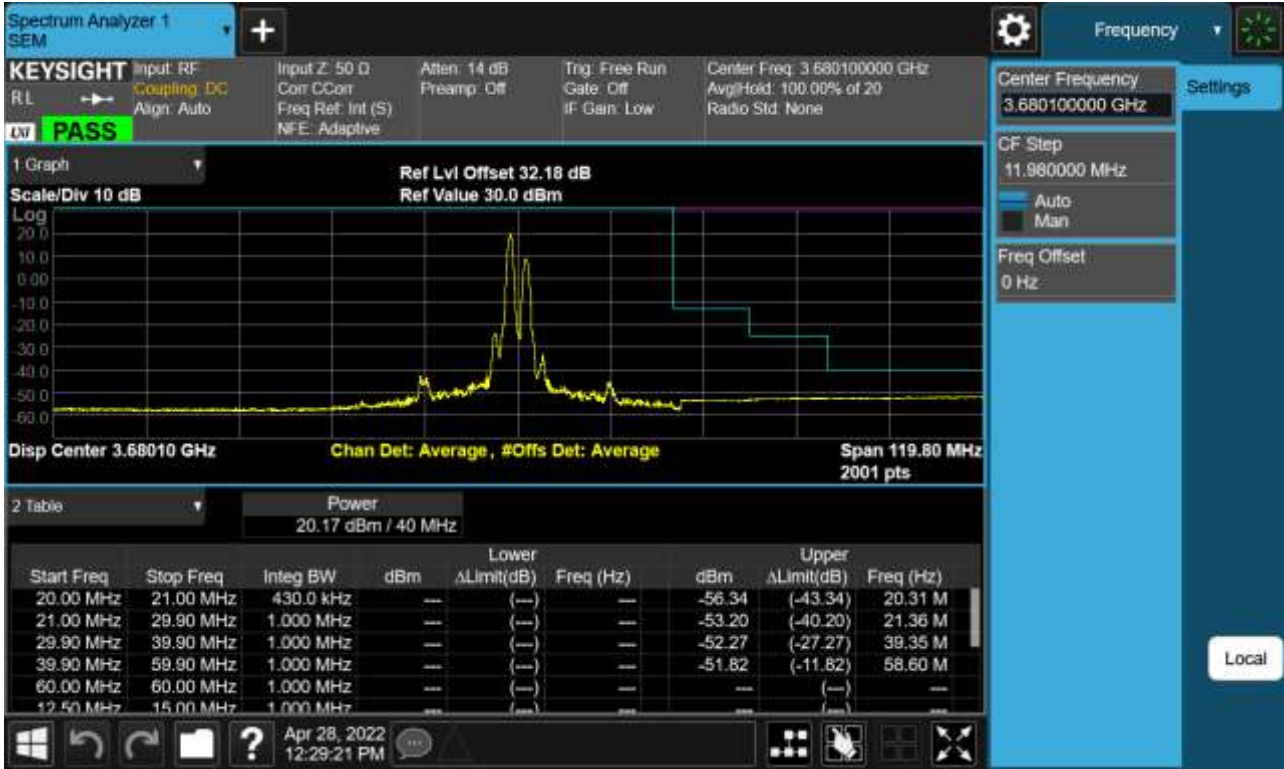 Spectrum Analyzer 1
SEM
Frequency
KEYSIGHT
RL
LXI
PASS
Input: RF
Coupling: DC
Align: Auto
Input Z: 50 Ω
Corr CCorr
Freq Ref: Int (S)
NFE: Adaptive
Atten: 14 dB
Preamp: Off
Trig: Free Run
Gate: Off
IF Gain: Low
Center Freq: 3.680100000 GHz
Avg|Hold: 100.00% of 20
Radio Std: None
Center Frequency
3.680100000 GHz
Settings
CF Step
11.980000 MHz
Auto
Man
Freq Offset
0 Hz
Local
1 Graph
Ref Lvl Offset 32.18 dB
Scale/Div 10 dB
Ref Value 30.0 dBm
Log
20.0
10.0
0.00
-10.0
-20.0
-30.0
-40.0
-50.0
-60.0
Disp Center 3.68010 GHz
Chan Det: Average, #Offs Det: Average
Span 119.80 MHz
2001 pts
2 Table
Power
20.17 dBm / 40 MHz
Lower Upper
Start Freq Stop Freq Integ BW dBm ΔLimit(dB) Freq (Hz) dBm ΔLimit(dB) Freq (Hz)
20.00 MHz 21.00 MHz 430.0 kHz --- (---) --- -56.34 (-43.34) 20.31 M
21.00 MHz 29.90 MHz 1.000 MHz --- (---) --- -53.20 (-40.20) 21.36 M
29.90 MHz 39.90 MHz 1.000 MHz --- (---) --- -52.27 (-27.27) 39.35 M
39.90 MHz 59.90 MHz 1.000 MHz --- (---) --- -51.82 (-11.82) 58.60 M
60.00 MHz 60.00 MHz 1.000 MHz --- (---) --- --- (---) ---
12.50 MHz 15.00 MHz 1.000 MHz --- (---) --- --- (---) ---
Apr 28, 2022
12:29:21 PM